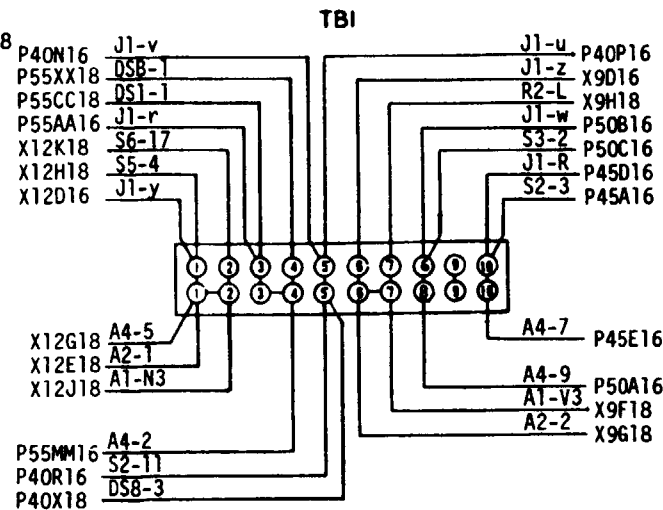 TB1
8
P40N16 J1-v
P55XX18 DSB-1
P55CC18 DS1-1
P55AA16 J1-r
X12K18 S6-17
X12H18 S5-4
X12D16 J1-y
J1-u P40P16
J1-z X9D16
R2-L X9H18
J1-w P50B16
S3-2 P50C16
J1-R P45D16
S2-3 P45A16
1 2 3 4 5 6 7 8 9 10
1 2 3 4 5 6 7 8 9 10
X12G18 A4-5
X12E18 A2-1
X12J18 A1-N3
P55MM16 A4-2
P40R16 S2-11
P40X18 DS8-3
A4-7 P45E16
A4-9 P50A16
A1-V3 X9F18
A2-2 X9G18